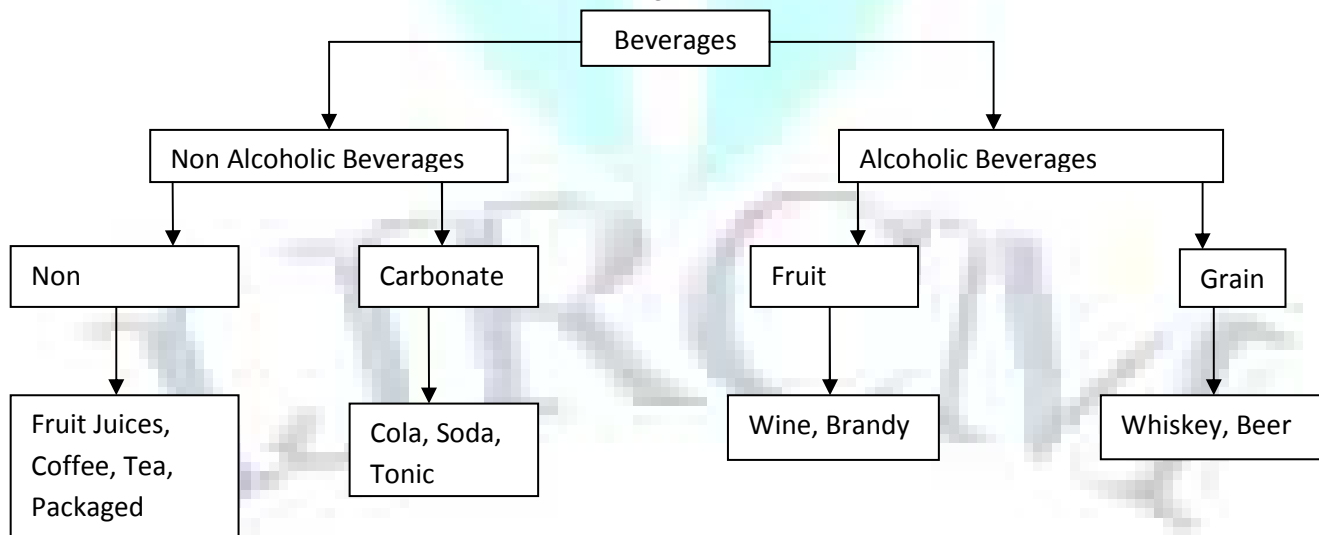 Beverages
Non Alcoholic Beverages
Alcoholic Beverages
Non
Carbonate
Fruit
Grain
Fruit Juices,
Coffee, Tea,
Packaged
Cola, Soda,
Tonic
Wine, Brandy
Whiskey, Beer